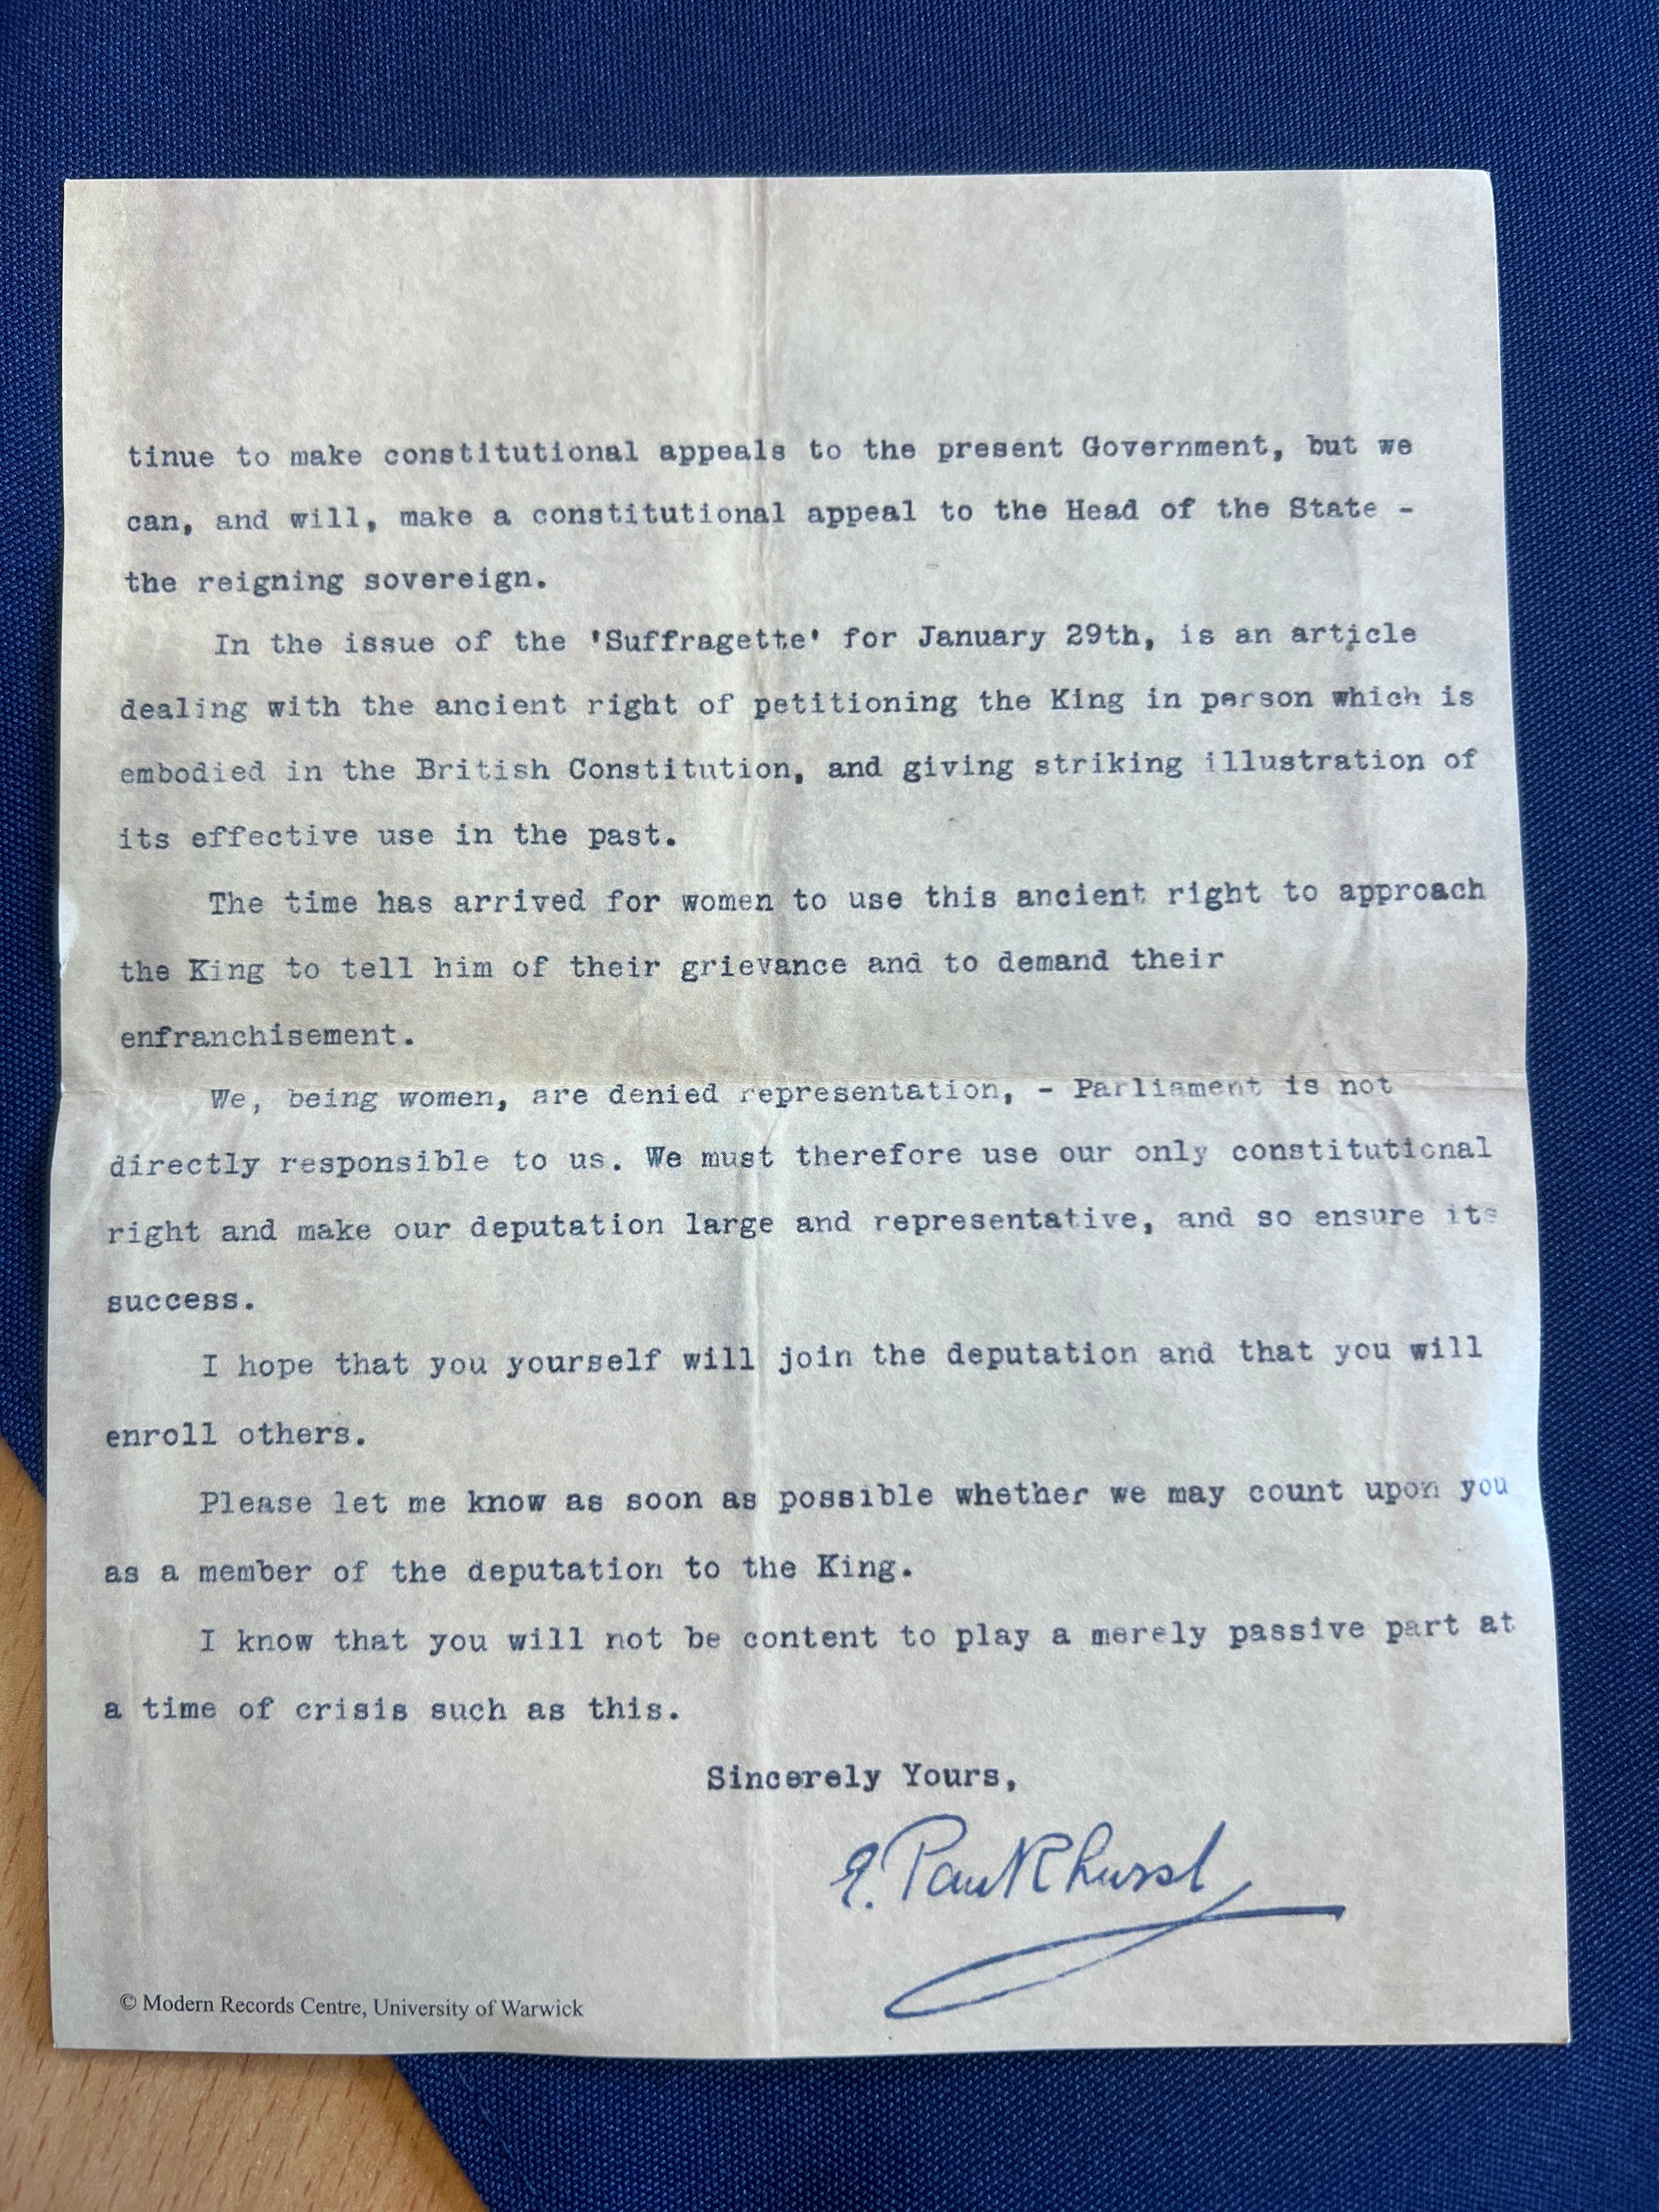 tinue to make constitutional appeals to the present Government, but we
can, and will, make a constitutional appeal to the Head of the State -
the reigning sovereign.
In the issue of the 'Suffragette' for January 29th, is an article
dealing with the ancient right of petitioning the King in person which is
embodied in the British Constitution, and giving striking illustration of
its effective use in the past.
The time has arrived for women to use this ancient right to approach
the King to tell him of their grievance and to demand their
enfranchisement.
We, being women, are denied representation, - Parliament is not
directly responsible to us. We must therefore use our only constitutional
right and make our deputation large and representative, and so ensure its
success.
I hope that you yourself will join the deputation and that you will
enroll others.
Please let me know as soon as possible whether we may count upon you
as a member of the deputation to the King.
I know that you will not be content to play a merely passive part at
a time of crisis such as this.
Sincerely Yours,
E. Pankhurst
© Modern Records Centre, University of Warwick